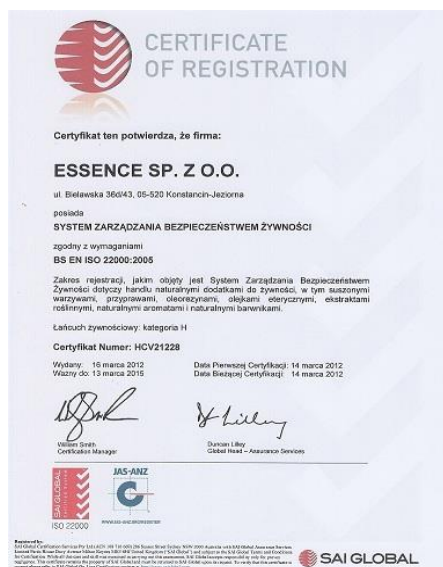 CERTIFICATE
OF REGISTRATION
Certyfikat ten potwierdza, że firma:
ESSENCE SP. Z O.O.
ul. Bielawska 36d/43, 05-520 Konstancin-Jeziorna
posiada
SYSTEM ZARZĄDZANIA BEZPIECZEŃSTWEM ŻYWNOŚCI
zgodny z wymaganiami
BS EN ISO 22000:2005
Zakres rejestracji, jakim objęty jest System Zarządzania Bezpieczeństwem
Żywności dotyczy handlu naturalnymi dodatkami do żywności, w tym suszonymi
warzywami, przyprawami, oleorezynami, olejkami eterycznymi, ekstraktami
roślinnymi, naturalnymi aromatami i naturalnymi barwnikami.
Łańcuch żywnościowy: kategoria H
Certyfikat Numer: HCV21228
Wydany: 16 marca 2012
Data Pierwszej Certyfikacji: 14 marca 2012
Ważny do: 13 marca 2015
Data Bieżącej Certyfikacji: 14 marca 2012
William Smith
Certification Manager
Duncan Lilley
Global Head – Assurance Services
SAI GLOBAL
JAS-ANZ
ISO 22000
SAI GLOBAL